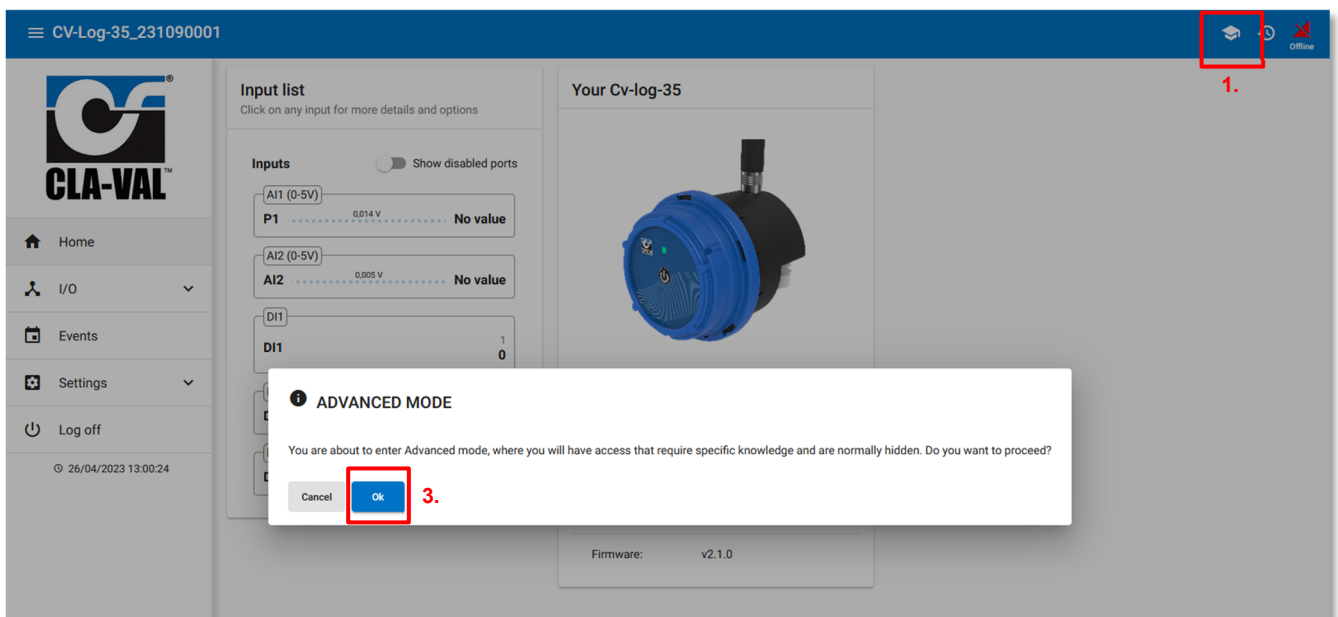 CV-Log-35_231090001
Offline
1.
CLA-VAL™
®
Home
I/O
Events
Settings
Log off
26/04/2023 13:00:24
Input list
Click on any input for more details and options
Inputs
Show disabled ports
AI1 (0-5V)
P1 0,014 V No value
AI2 (0-5V)
AI2 0,005 V No value
DI1
1
DI1
0
Your Cv-log-35
ADVANCED MODE
You are about to enter Advanced mode, where you will have access that require specific knowledge and are normally hidden. Do you want to proceed?
Cancel
Ok
3.
Firmware: v2.1.0